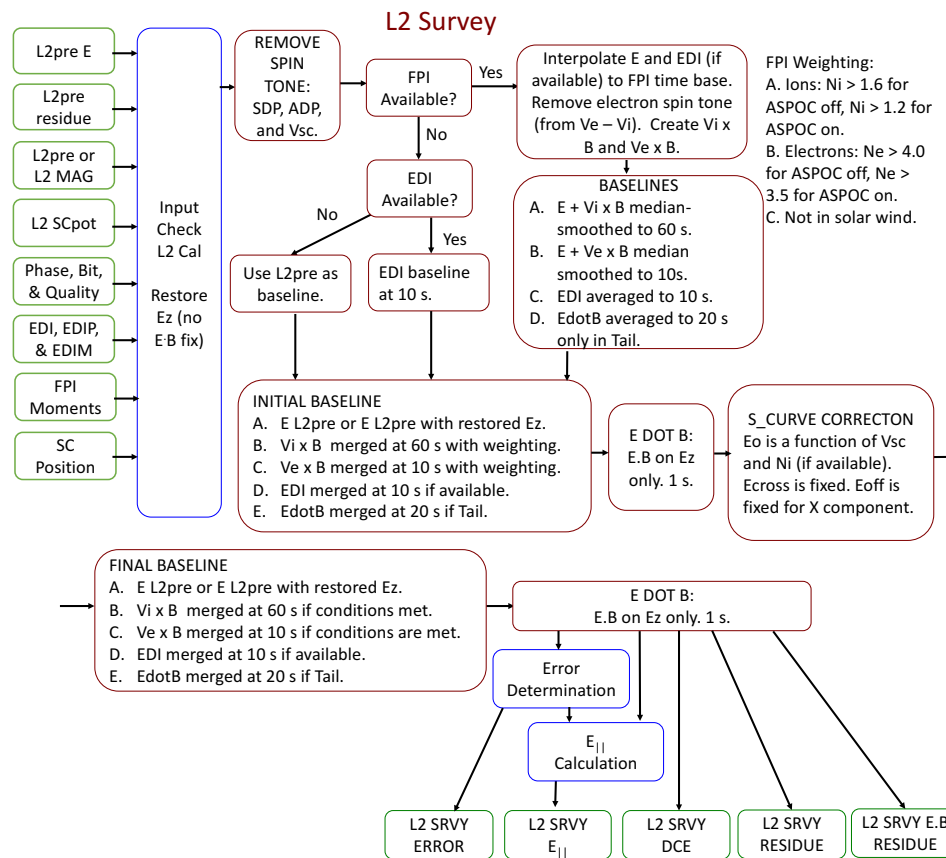 L2 Survey
L2pre E
L2pre
residue
L2pre or
L2 MAG
L2 SCpot
Phase, Bit,
& Quality
EDI, EDIP,
& EDIM
FPI
Moments
SC
Position
Input
Check
L2 Cal
Restore
Ez (no
E·B fix)
REMOVE
SPIN
TONE:
SDP, ADP,
and Vsc.
FPI
Available?
Yes
No
EDI
Available?
No
Yes
Use L2pre as
baseline.
EDI baseline
at 10 s.
Interpolate E and EDI (if
available) to FPI time base.
Remove electron spin tone
(from Ve – Vi).  Create Vi x
B and Ve x B.
FPI Weighting:
A. Ions: Ni > 1.6 for
ASPOC off, Ni > 1.2 for
ASPOC on.
B. Electrons: Ne > 4.0
for ASPOC off, Ne >
3.5 for ASPOC on.
C. Not in solar wind.
BASELINES
A. E + Vi x B median-
smoothed to 60 s.
B. E + Ve x B median
smoothed to 10s.
C. EDI averaged to 10 s.
D. EdotB averaged to 20 s
only in Tail.
INITIAL BASELINE
A. E L2pre or E L2pre with restored Ez.
B. Vi x B  merged at 60 s with weighting.
C. Ve x B merged at 10 s with weighting.
D. EDI merged at 10 s if available.
E. EdotB merged at 20 s if Tail.
E DOT B:
E.B on Ez
only. 1 s.
S_CURVE CORRECTON
Eo is a function of Vsc
and Ni (if available).
Ecross is fixed. Eoff is
fixed for X component.
FINAL BASELINE
A. E L2pre or E L2pre with restored Ez.
B. Vi x B  merged at 60 s if conditions met.
C. Ve x B merged at 10 s if conditions are met.
D. EDI merged at 10 s if available.
E. EdotB merged at 20 s if Tail.
E DOT B:
E.B on Ez only. 1 s.
Error
Determination
E||
Calculation
L2 SRVY
ERROR
L2 SRVY
E||
L2 SRVY
DCE
L2 SRVY
RESIDUE
L2 SRVY E.B
RESIDUE